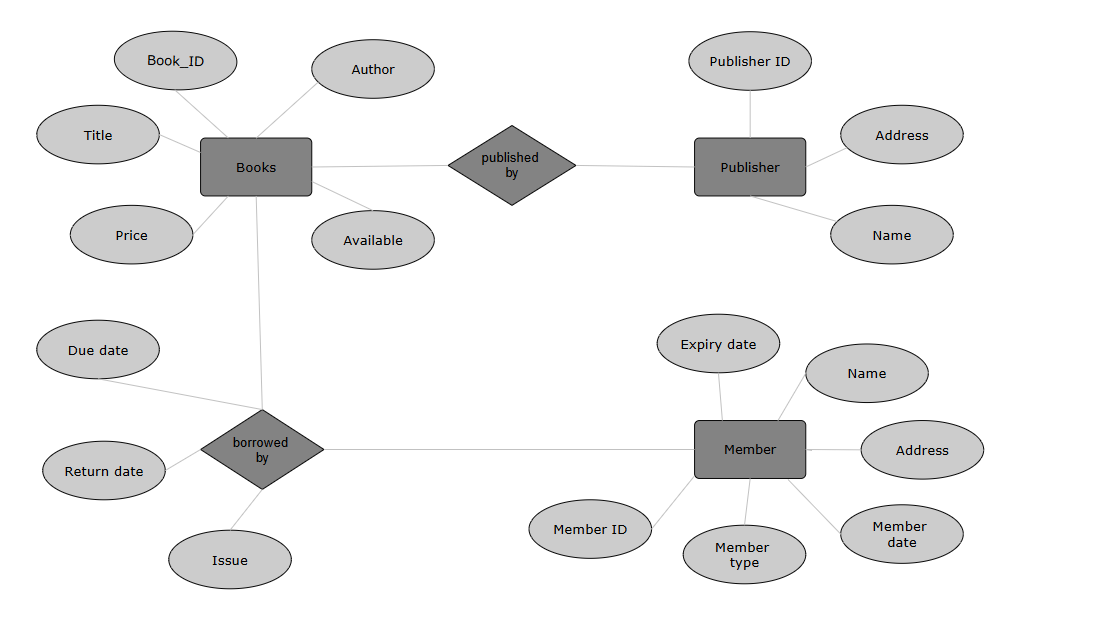 Book_ID
Author
Publisher ID
Title
Address
Books
published
by
Publisher
Price
Available
Name
Due date
Expiry date
Name
borrowed
by
Member
Address
Return date
Member ID
Member
date
Issue
Member
type